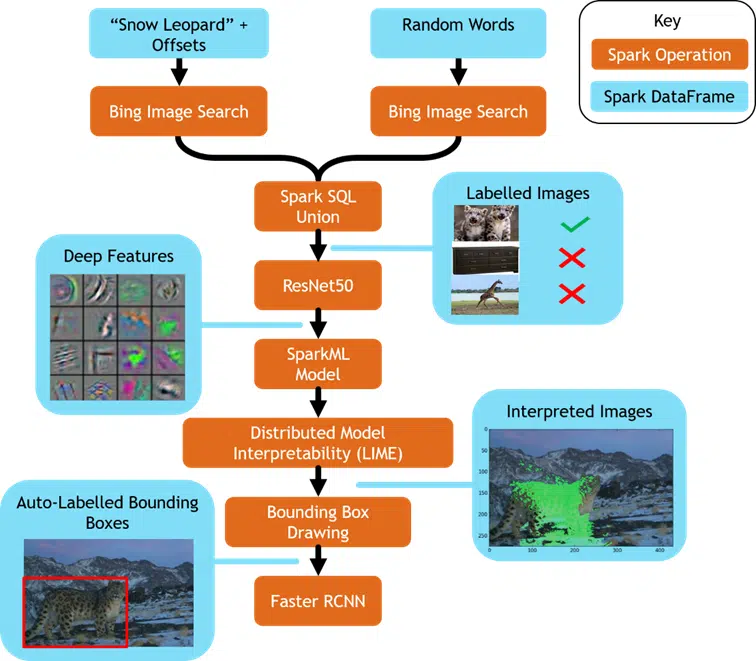 “Snow Leopard” +
Offsets
Random Words
Key
Spark Operation
Spark DataFrame
Bing Image Search
Bing Image Search
Spark SQL
Union
Labelled Images
Deep Features
ResNet50
SparkML
Model
Distributed Model
Interpretability (LIME)
Interpreted Images
0
50
100
150
200
250
0
100
200
300
400
Auto-Labelled Bounding
Boxes
Bounding Box
Drawing
Faster RCNN